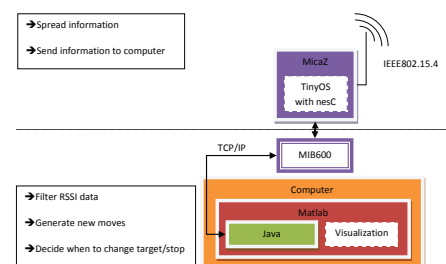 ➔Spread information
➔Send information to computer
MicaZ
IEEE802.15.4
TinyOS
with nesC
TCP/IP
MIB600
➔Filter RSSI data
➔Generate new moves
➔Decide when to change target/stop
Computer
Matlab
Java
Visualization